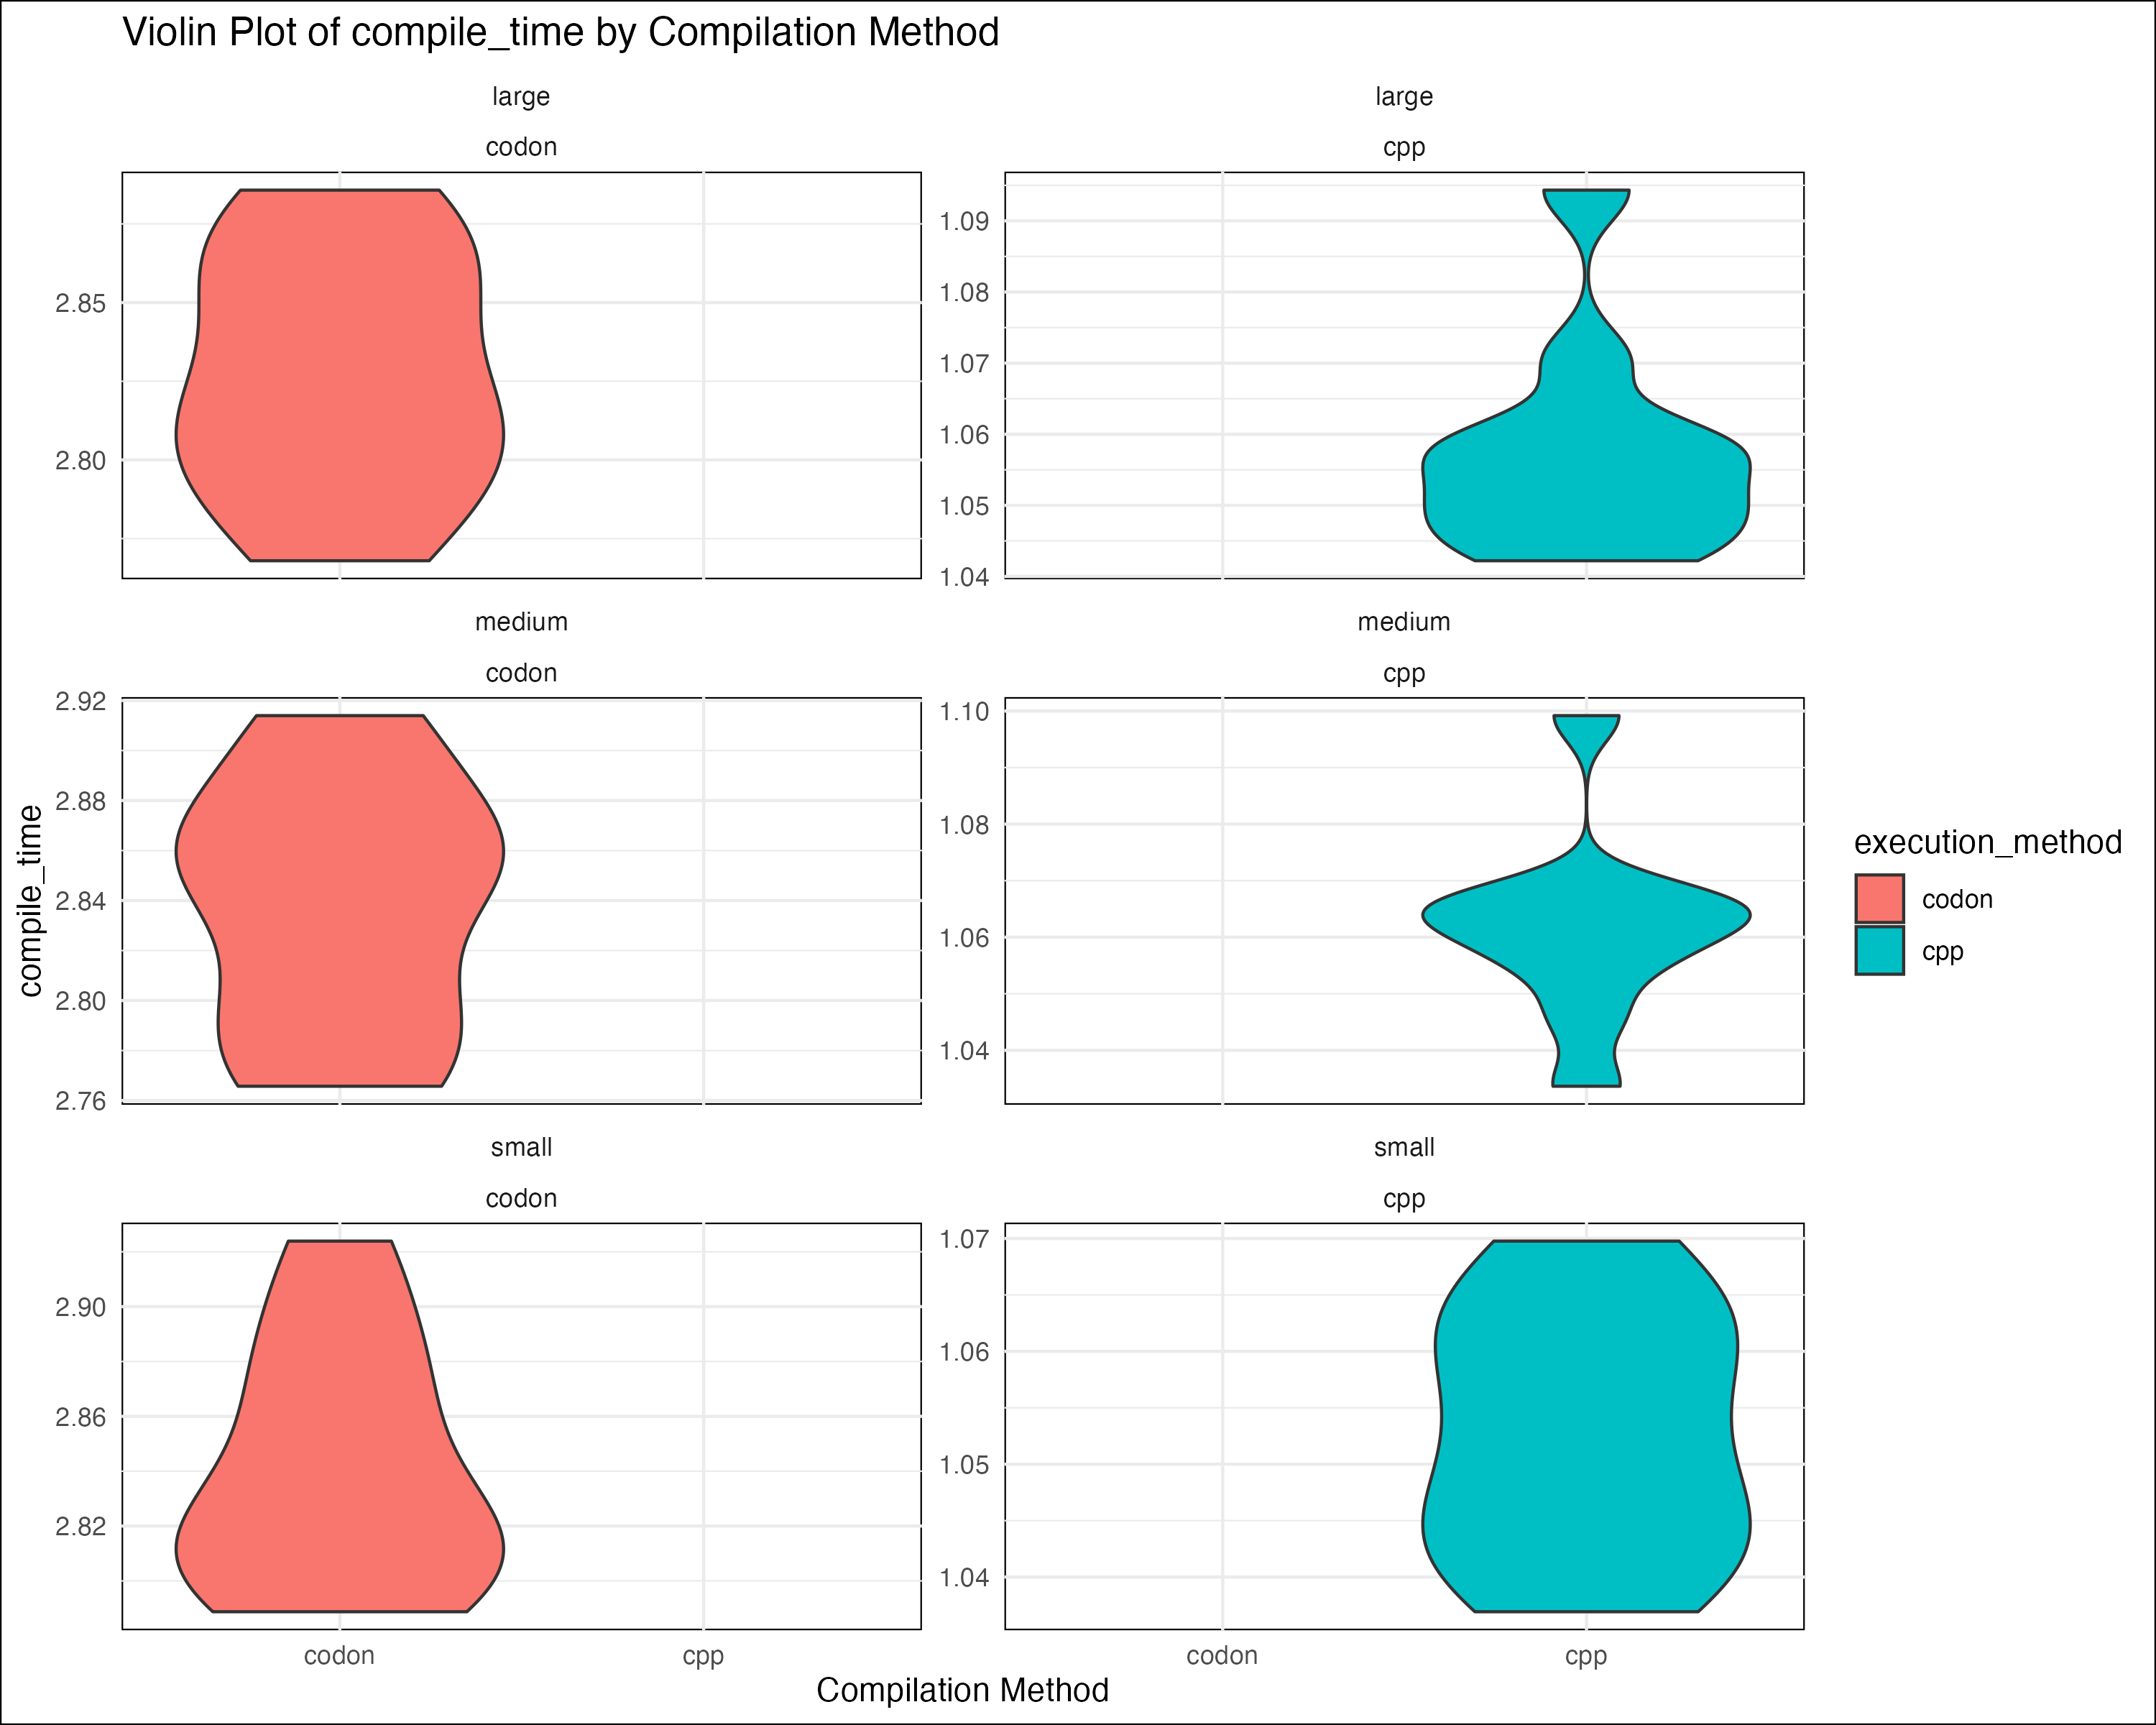 Violin Plot of compile_time by Compilation Method
large
codon
2.85
2.80
large
cpp
1.09
1.08
1.07
1.06
1.05
1.04
medium
codon
2.92
2.88
2.84
2.80
2.76
medium
cpp
1.10
1.08
1.06
1.04
small
codon
2.90
2.86
2.82
codon
cpp
small
cpp
1.07
1.06
1.05
1.04
codon
cpp
compile_time
Compilation Method
execution_method
codon
cpp